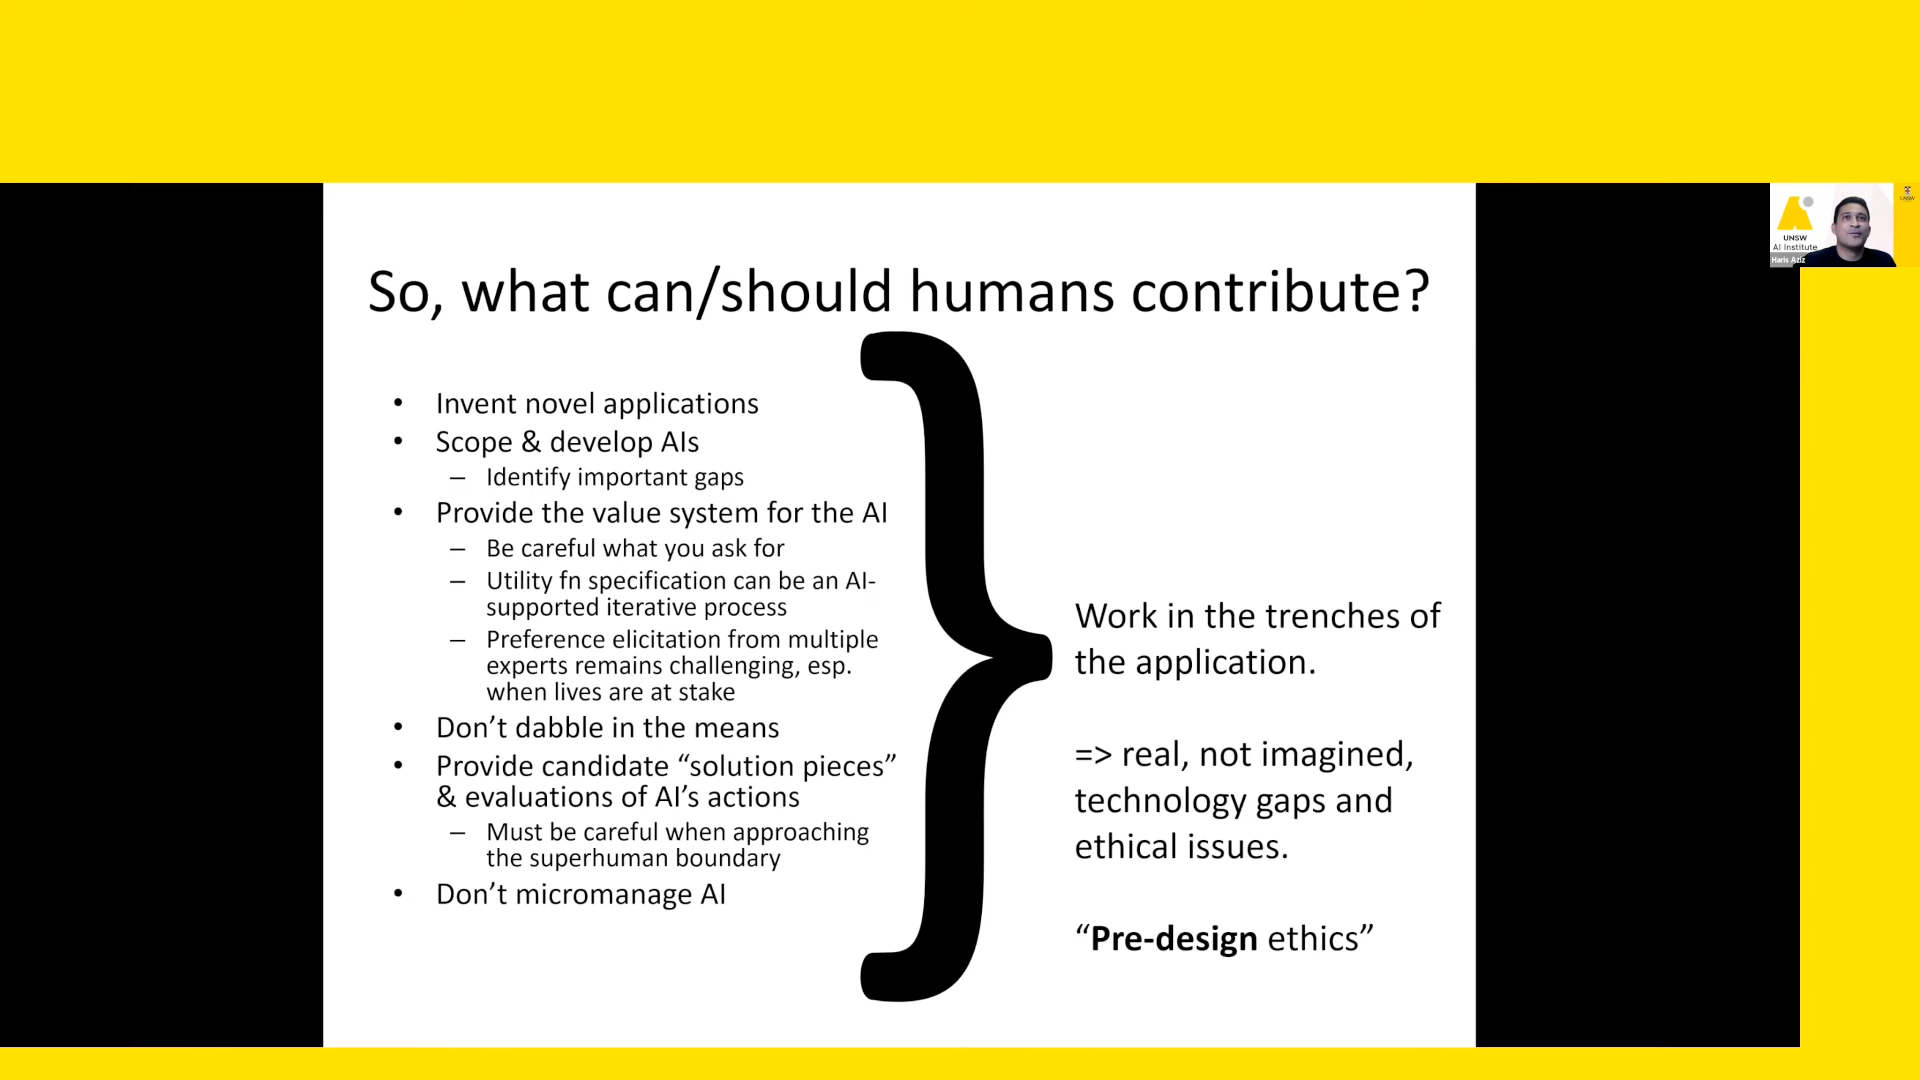 So, what can/should humans contribute?
• Invent novel applications
• Scope & develop AIs
– Identify important gaps
• Provide the value system for the AI
– Be careful what you ask for
– Utility fn specification can be an AI-
supported iterative process
– Preference elicitation from multiple
experts remains challenging, esp.
when lives are at stake
• Don’t dabble in the means
• Provide candidate “solution pieces”
& evaluations of AI’s actions
– Must be careful when approaching
the superhuman boundary
• Don’t micromanage AI
Work in the trenches of
the application.
=> real, not imagined,
technology gaps and
ethical issues.
“Pre-design ethics”
UNSW
AI Institute
Haris Aziz
UNSW